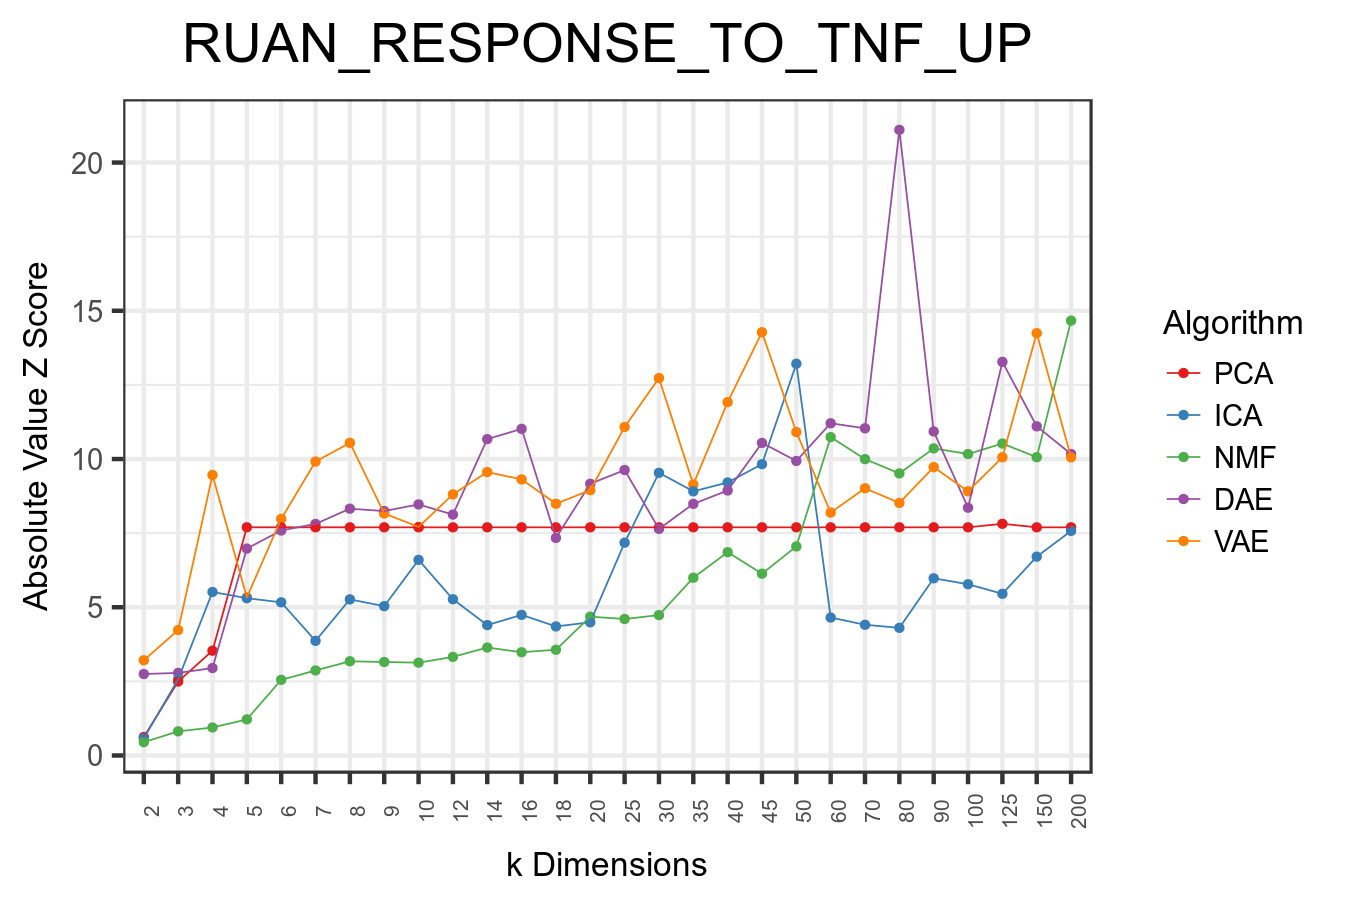 RUAN_RESPONSE_TO_TNF_UP
Absolute Value Z Score
20
15
10
5
0
2 3 4 5 6 7 8 9 10 12 14 16 18 20 25 30 35 40 45 50 60 70 80 90 100 125 150 200
k Dimensions
Algorithm
PCA
ICA
NMF
DAE
VAE